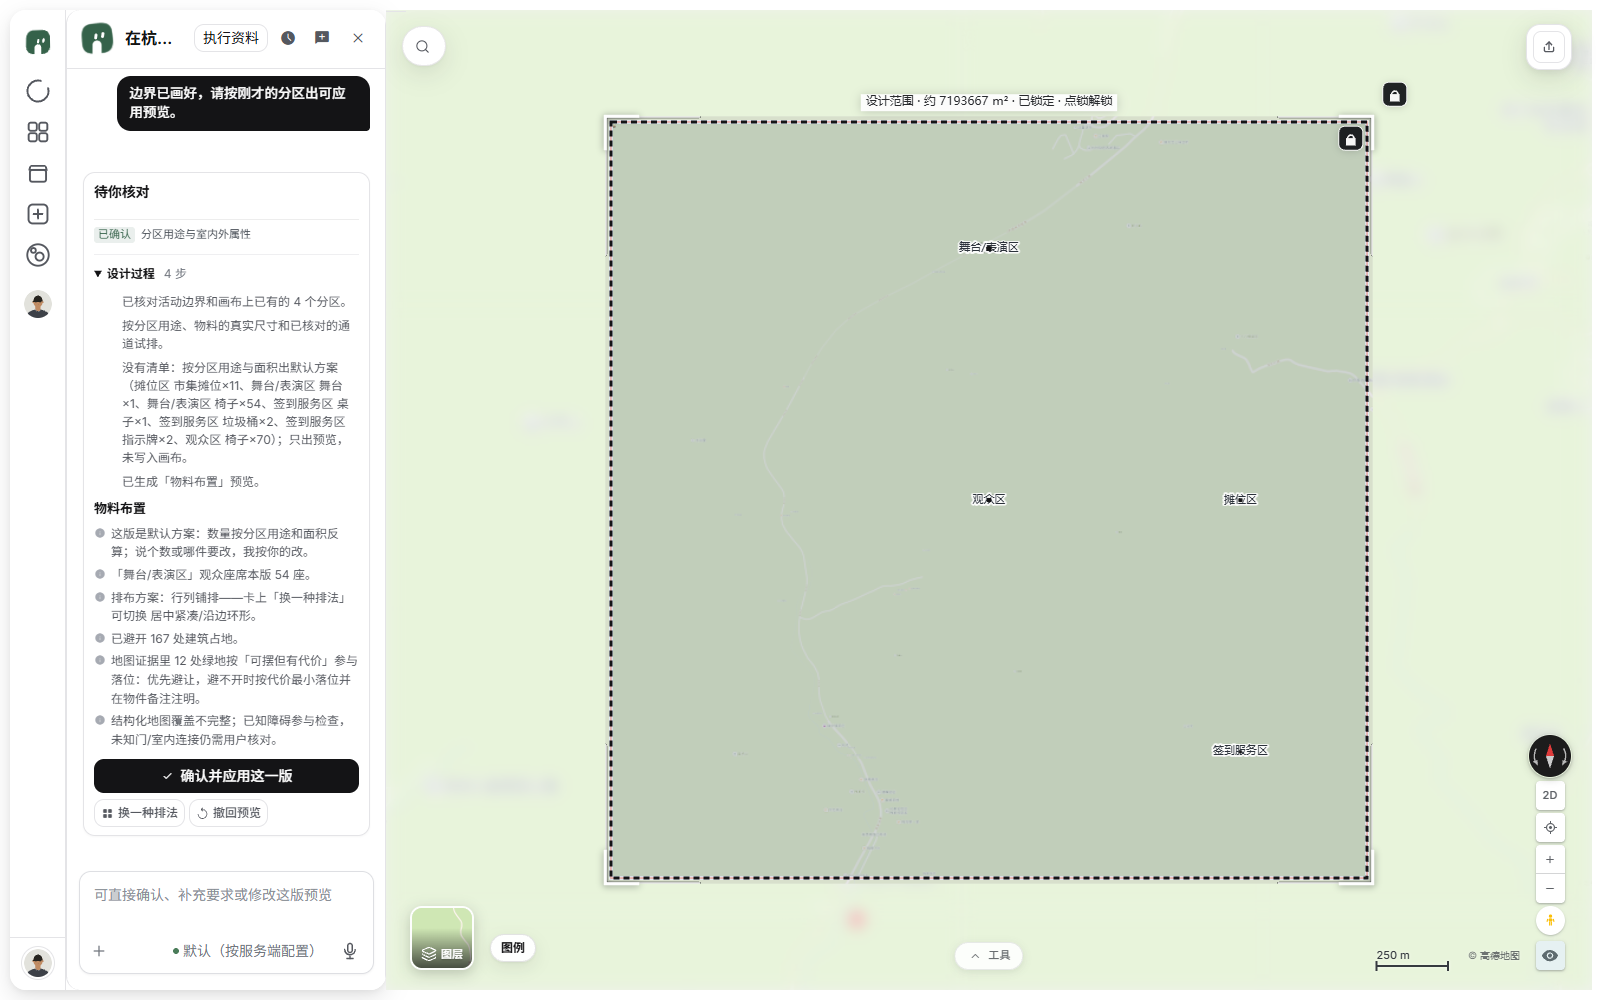 在杭...
执行资料
边界已画好，请按刚才的分区出可应
用预览。
待你核对
已确认 分区用途与室内外属性
设计过程 4 步
已核对活动边界和画布上已有的 4 个分区。
按分区用途、物料的真实尺寸和已核对的通
道试排。
没有清单：按分区用途与面积出默认方案
（摊位区 市集摊位×11、舞台/表演区 舞台
×1、舞台/表演区 椅子×54、签到服务区 桌
子×1、签到服务区 垃圾桶×2、签到服务区
指示牌×2、观众区 椅子×70）；只出预览，
未写入画布。
已生成「物料布置」预览。
物料布置
这版是默认方案：数量按分区用途和面积反
算；说个数或哪件要改，我按你的改。
「舞台/表演区」观众座席本版 54 座。
排布方案：行列铺排——卡上「换一种排法」
可切换 居中紧凑/沿边环形。
已避开 167 处建筑占地。
地图证据里 12 处绿地按「可摆但有代价」参与
落位：优先避让，避不开时按代价最小落位并
在物件备注注明。
结构化地图覆盖不完整；已知障碍参与检查，
未知门/室内连接仍需用户核对。
确认并应用这一版
换一种排法
撤回预览
可直接确认、补充要求或修改这版预览
默认（按服务端配置）
设计范围 · 约 7193667 m² · 已锁定 · 点锁解锁
舞台/表演区
观众区
摊位区
签到服务区
图层
图例
工具
2D
250 m
© 高德地图